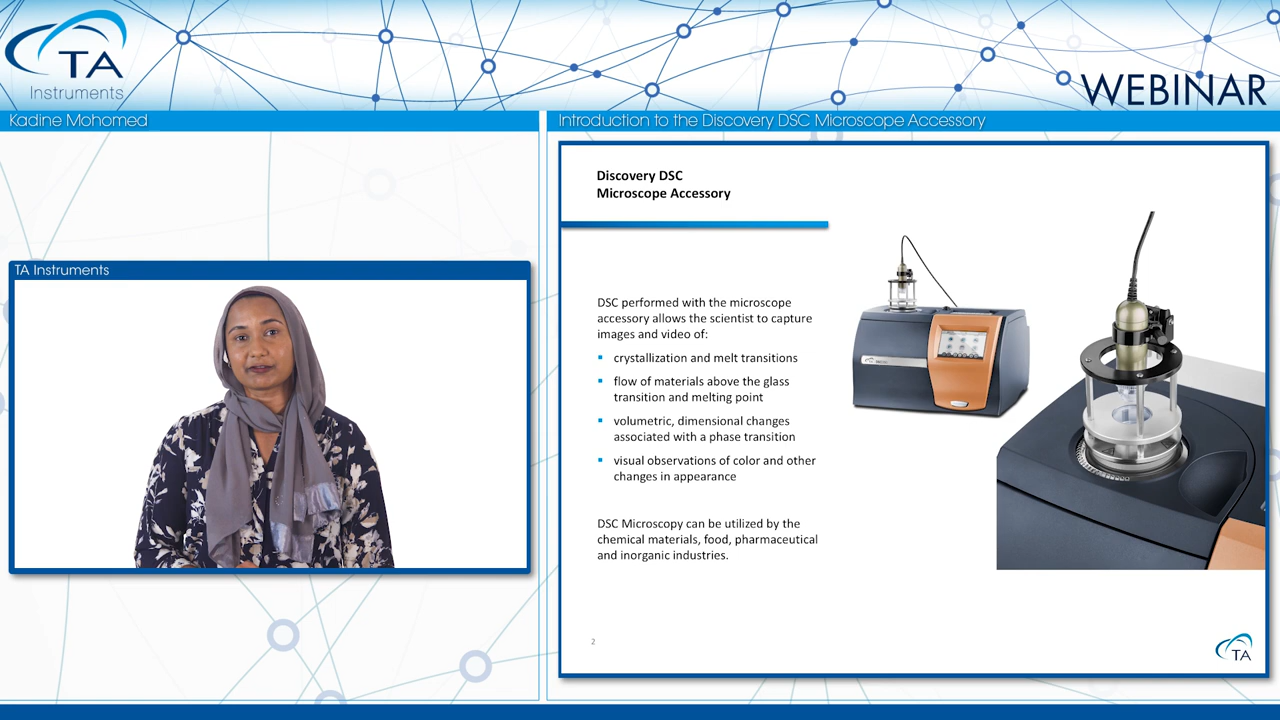 TA
Instruments
WEBINAR
Kadine Mohomed
Introduction to the Discovery DSC Microscope Accessory
TA Instruments
Discovery DSC
Microscope Accessory
DSC performed with the microscope
accessory allows the scientist to capture
images and video of:
crystallization and melt transitions
flow of materials above the glass
transition and melting point
volumetric, dimensional changes
associated with a phase transition
visual observations of color and other
changes in appearance
DSC Microscopy can be utilized by the
chemical materials, food, pharmaceutical
and inorganic industries.
2
TA